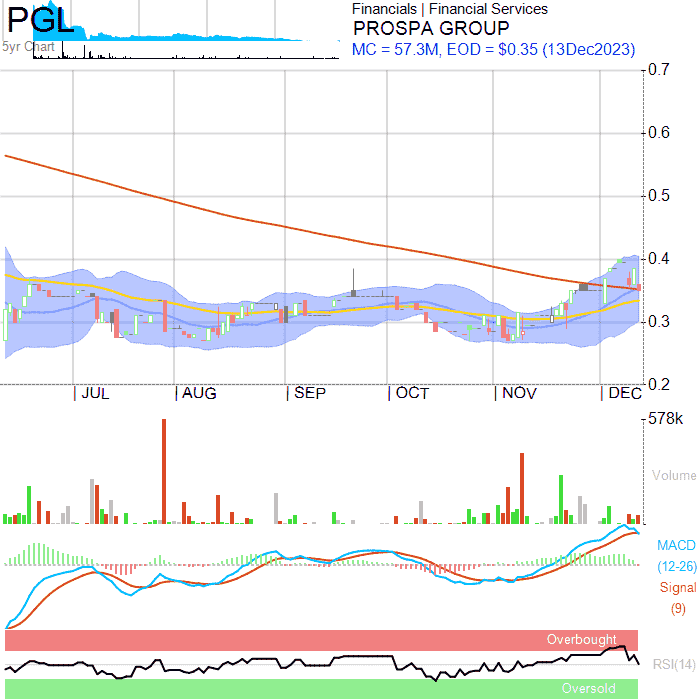 PGL
5yr Chart
Financials | Financial Services
PROSPA GROUP
MC = 57.3M, EOD = $0.35 (13Dec2023)
0.7
0.6
0.5
0.4
0.3
0.2
JUL
AUG
SEP
OCT
NOV
DEC
578k
Volume
MACD
(12-26)
Signal
(9)
Overbought
RSI(14)
Oversold